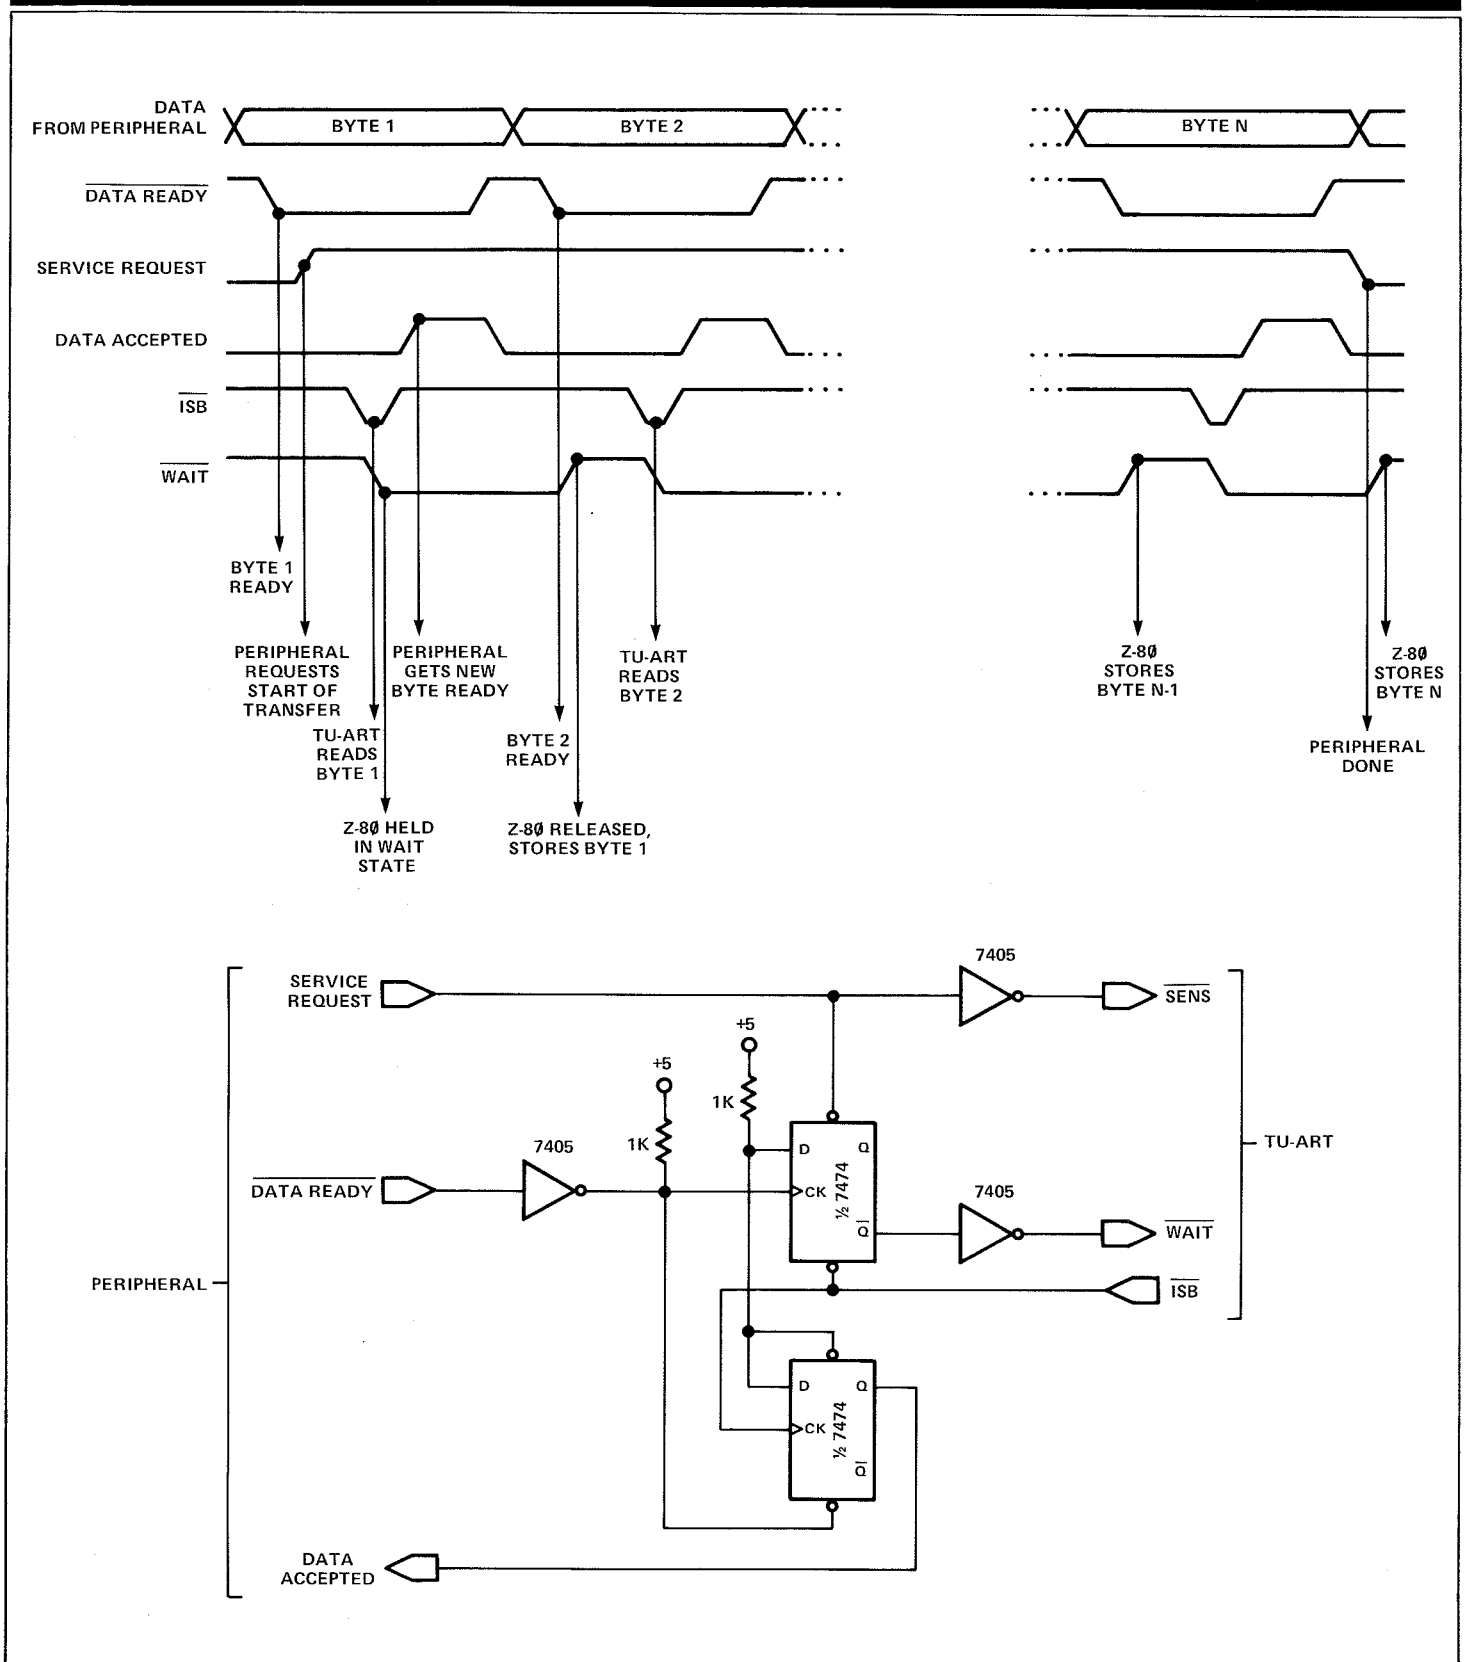 DATA
FROM PERIPHERAL
BYTE 1
BYTE 2
BYTE N
DATA READY
SERVICE REQUEST
DATA ACCEPTED
ISB
WAIT
BYTE 1
READY
PERIPHERAL
REQUESTS
START OF
TRANSFER
TU-ART
READS
BYTE 1
Z-80 HELD
IN WAIT
STATE
PERIPHERAL
GETS NEW
BYTE READY
BYTE 2
READY
Z-80 RELEASED,
STORES BYTE 1
TU-ART
READS
BYTE 2
Z-80
STORES
BYTE N-1
Z-80
STORES
BYTE N
PERIPHERAL
DONE
SERVICE
REQUEST
7405
SENS
+5
+5
1K
1K
7405
DATA READY
D
Q
CK
½ 7474
Q
7405
WAIT
ISB
TU-ART
PERIPHERAL
D
Q
CK
½ 7474
Q
DATA
ACCEPTED